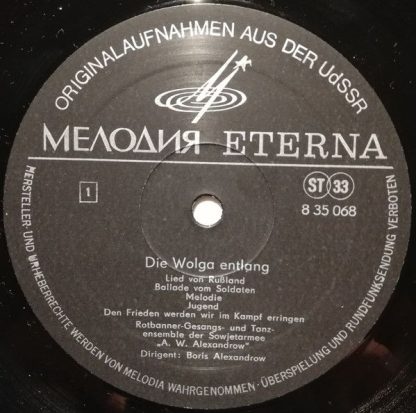 ORIGINALAUFNAHMEN AUS DER UdSSR
МЕЛОДИЯ ETERNA
ST 33
8 35 068
1
Die Wolga entlang
Lied von Rußland
Ballade vom Soldaten
Melodie
Jugend
Den Frieden werden wir im Kampf erringen
Rotbanner-Gesangs- und Tanz-
ensemble der Sowjetarmee
„A. W. Alexandrow"
Dirigent: Boris Alexandrow
HERSTELLER- UND URHEBERRECHTE WERDEN VON MELODIA WAHRGENOMMEN · ÜBERSPIELUNG UND RUNDFUNKSENDUNG VERBOTEN